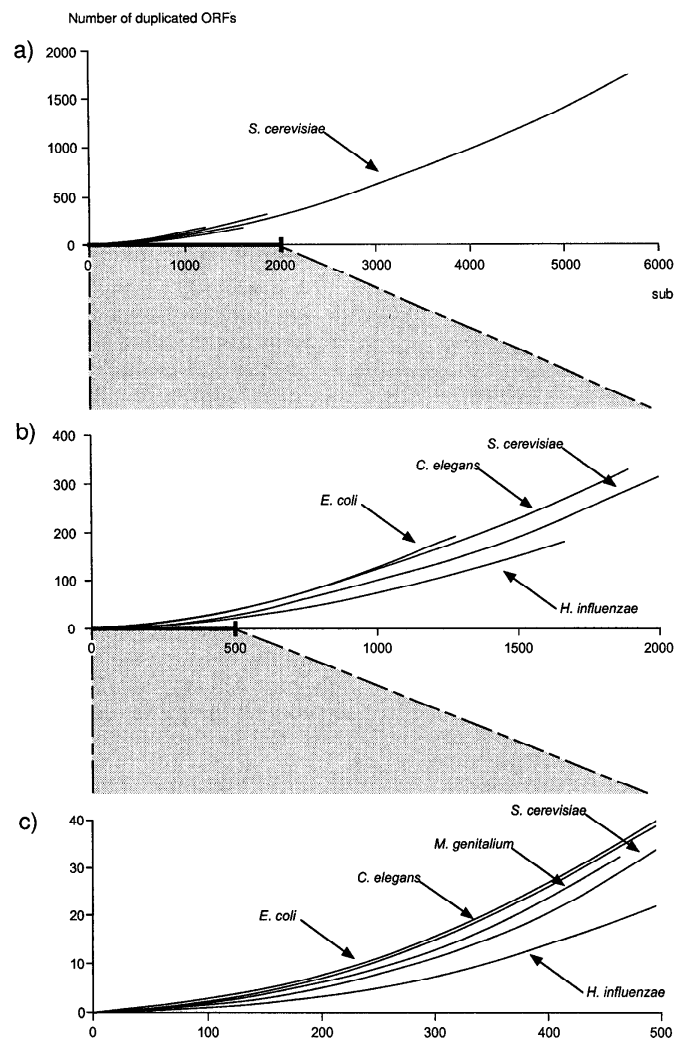 Number of duplicated ORFs
a)
2000
1500
1000
500
0
S. cerevisiae
0 1000 2000 3000 4000 5000 6000
sub
b)
400
300
200
100
0
S. cerevisiae
C. elegans
E. coli
H. influenzae
0 500 1000 1500 2000
c)
40
30
20
10
0
S. cerevisiae
M. genitalium
C. elegans
E. coli
H. influenzae
0 100 200 300 400 500